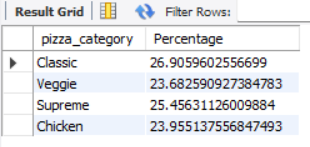 Result Grid Filter Rows:
pizza_category Percentage
Classic 26.9059602556699
Veggie 23.682590927384783
Supreme 25.45631126009884
Chicken 23.955137556847493